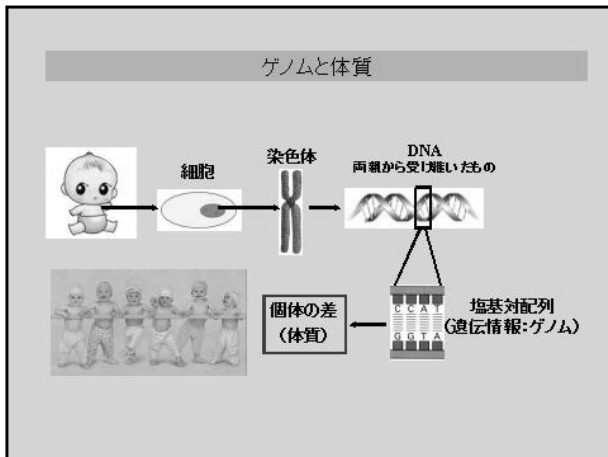 ゲノムと体質
細胞
染色体
DNA
両親から受け継いだもの
個体の差
(体質)
C C A T
G G T A
塩基対配列
(遺伝情報:ゲノム)